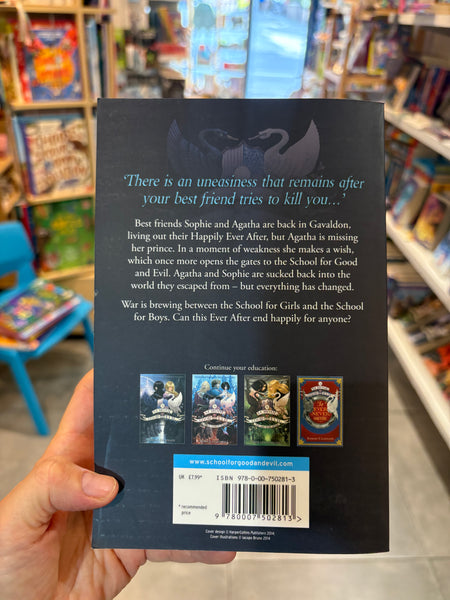 ‘There is an uneasiness that remains after
your best friend tries to kill you…’
Best friends Sophie and Agatha are back in Gavaldon,
living out their Happily Ever After, but Agatha is missing
her prince. In a moment of weakness she makes a wish,
which once more opens the gates to the School for Good
and Evil. Agatha and Sophie are sucked back into the
world they escaped from – but everything has changed.
War is brewing between the School for Girls and the School
for Boys. Can this Ever After end happily for anyone?
Continue your education:
www.schoolforgoodandevil.com
UK £7.99*
ISBN 978-0-00-750281-3
* recommended
price
9 780007 502813 >
Cover design © HarperCollins Publishers 2014
Cover illustrations © Iacopo Bruno 2014